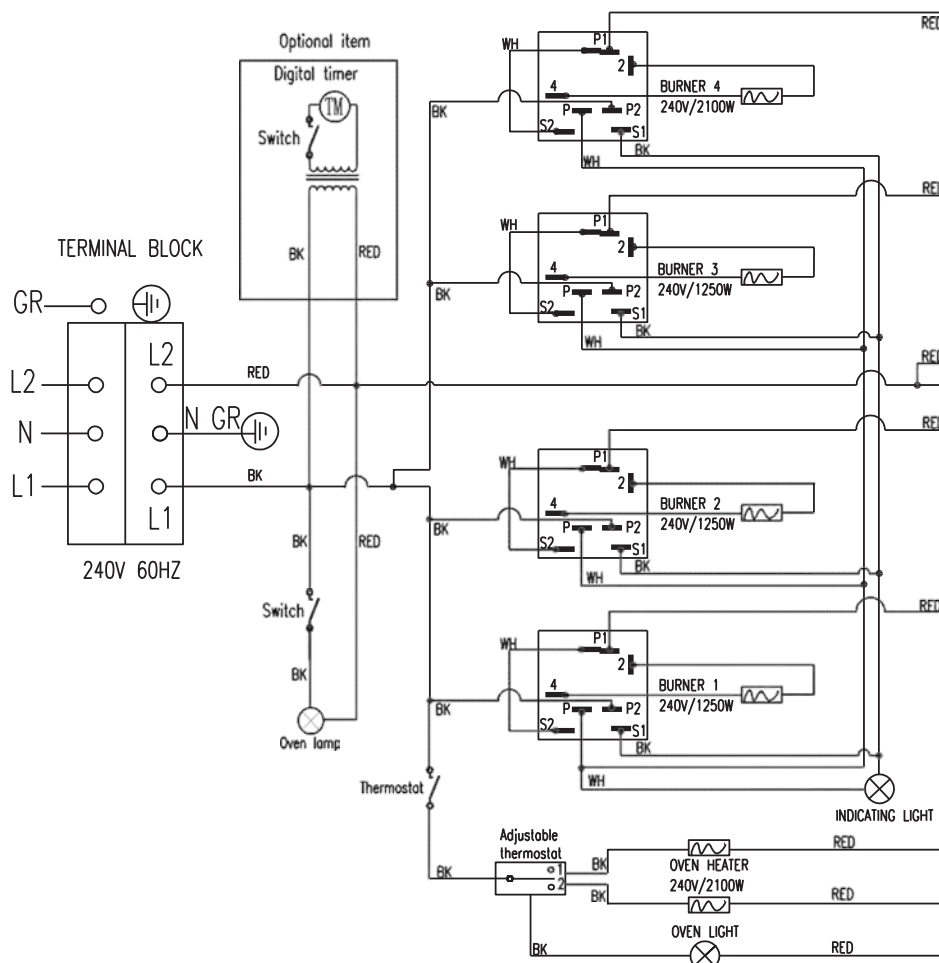 Optional item
Digital timer
TM
Switch
BK
RED
TERMINAL BLOCK
GR
L2
L2
RED
N
N GR
L1
BK
L1
240V 60HZ
BK
RED
Switch
BK
Oven lamp
WH
P1
RED
2
4
BURNER 4
P
P2
240V/2100W
BK
S2
S1
BK
WH
P1
RED
WH
2
4
BURNER 3
P
P2
240V/1250W
BK
S2
S1
BK
WH
RED
P1
RED
WH
2
4
BURNER 2
P
P2
240V/1250W
BK
S2
S1
BK
WH
P1
RED
WH
2
4
BURNER 1
P
P2
240V/1250W
BK
S2
S1
BK
WH
Thermostat
INDICATING LIGHT
Adjustable
thermostat
BK
1
2
BK
RED
OVEN HEATER
240V/2100W
BK
RED
OVEN LIGHT
BK
RED